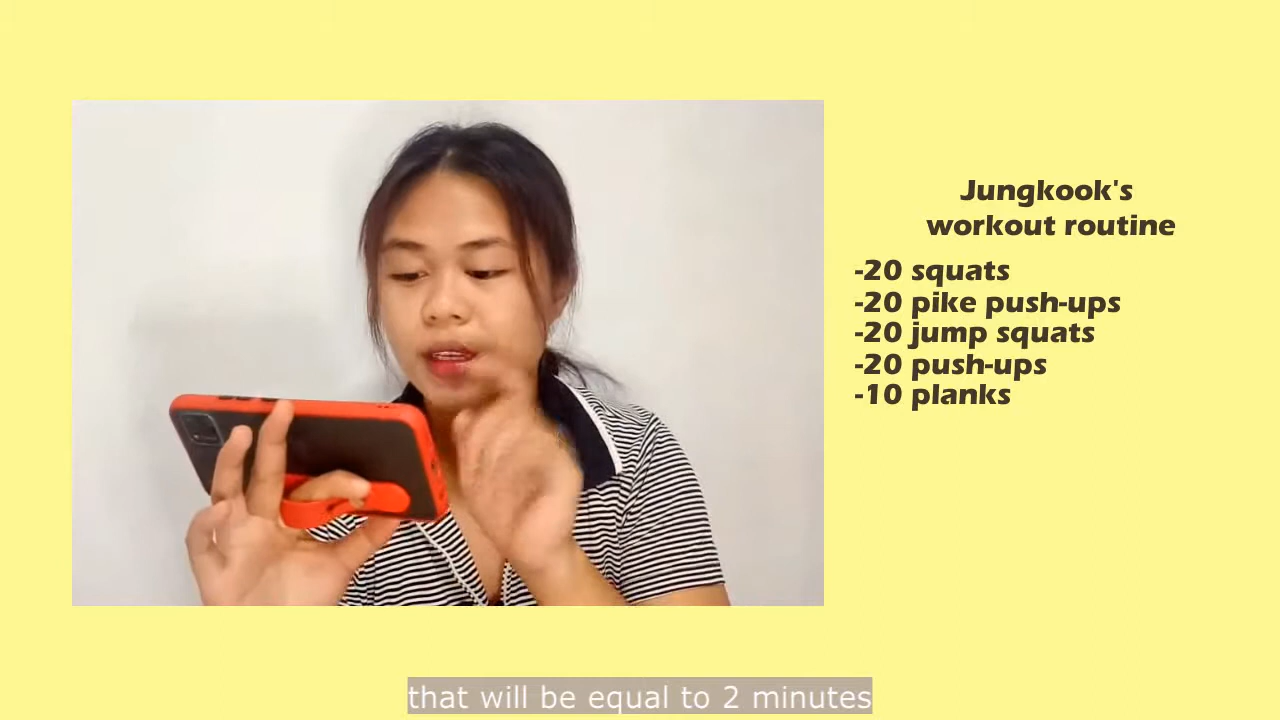 Jungkook's
workout routine
-20 squats
-20 pike push-ups
-20 jump squats
-20 push-ups
-10 planks
that will be equal to 2 minutes